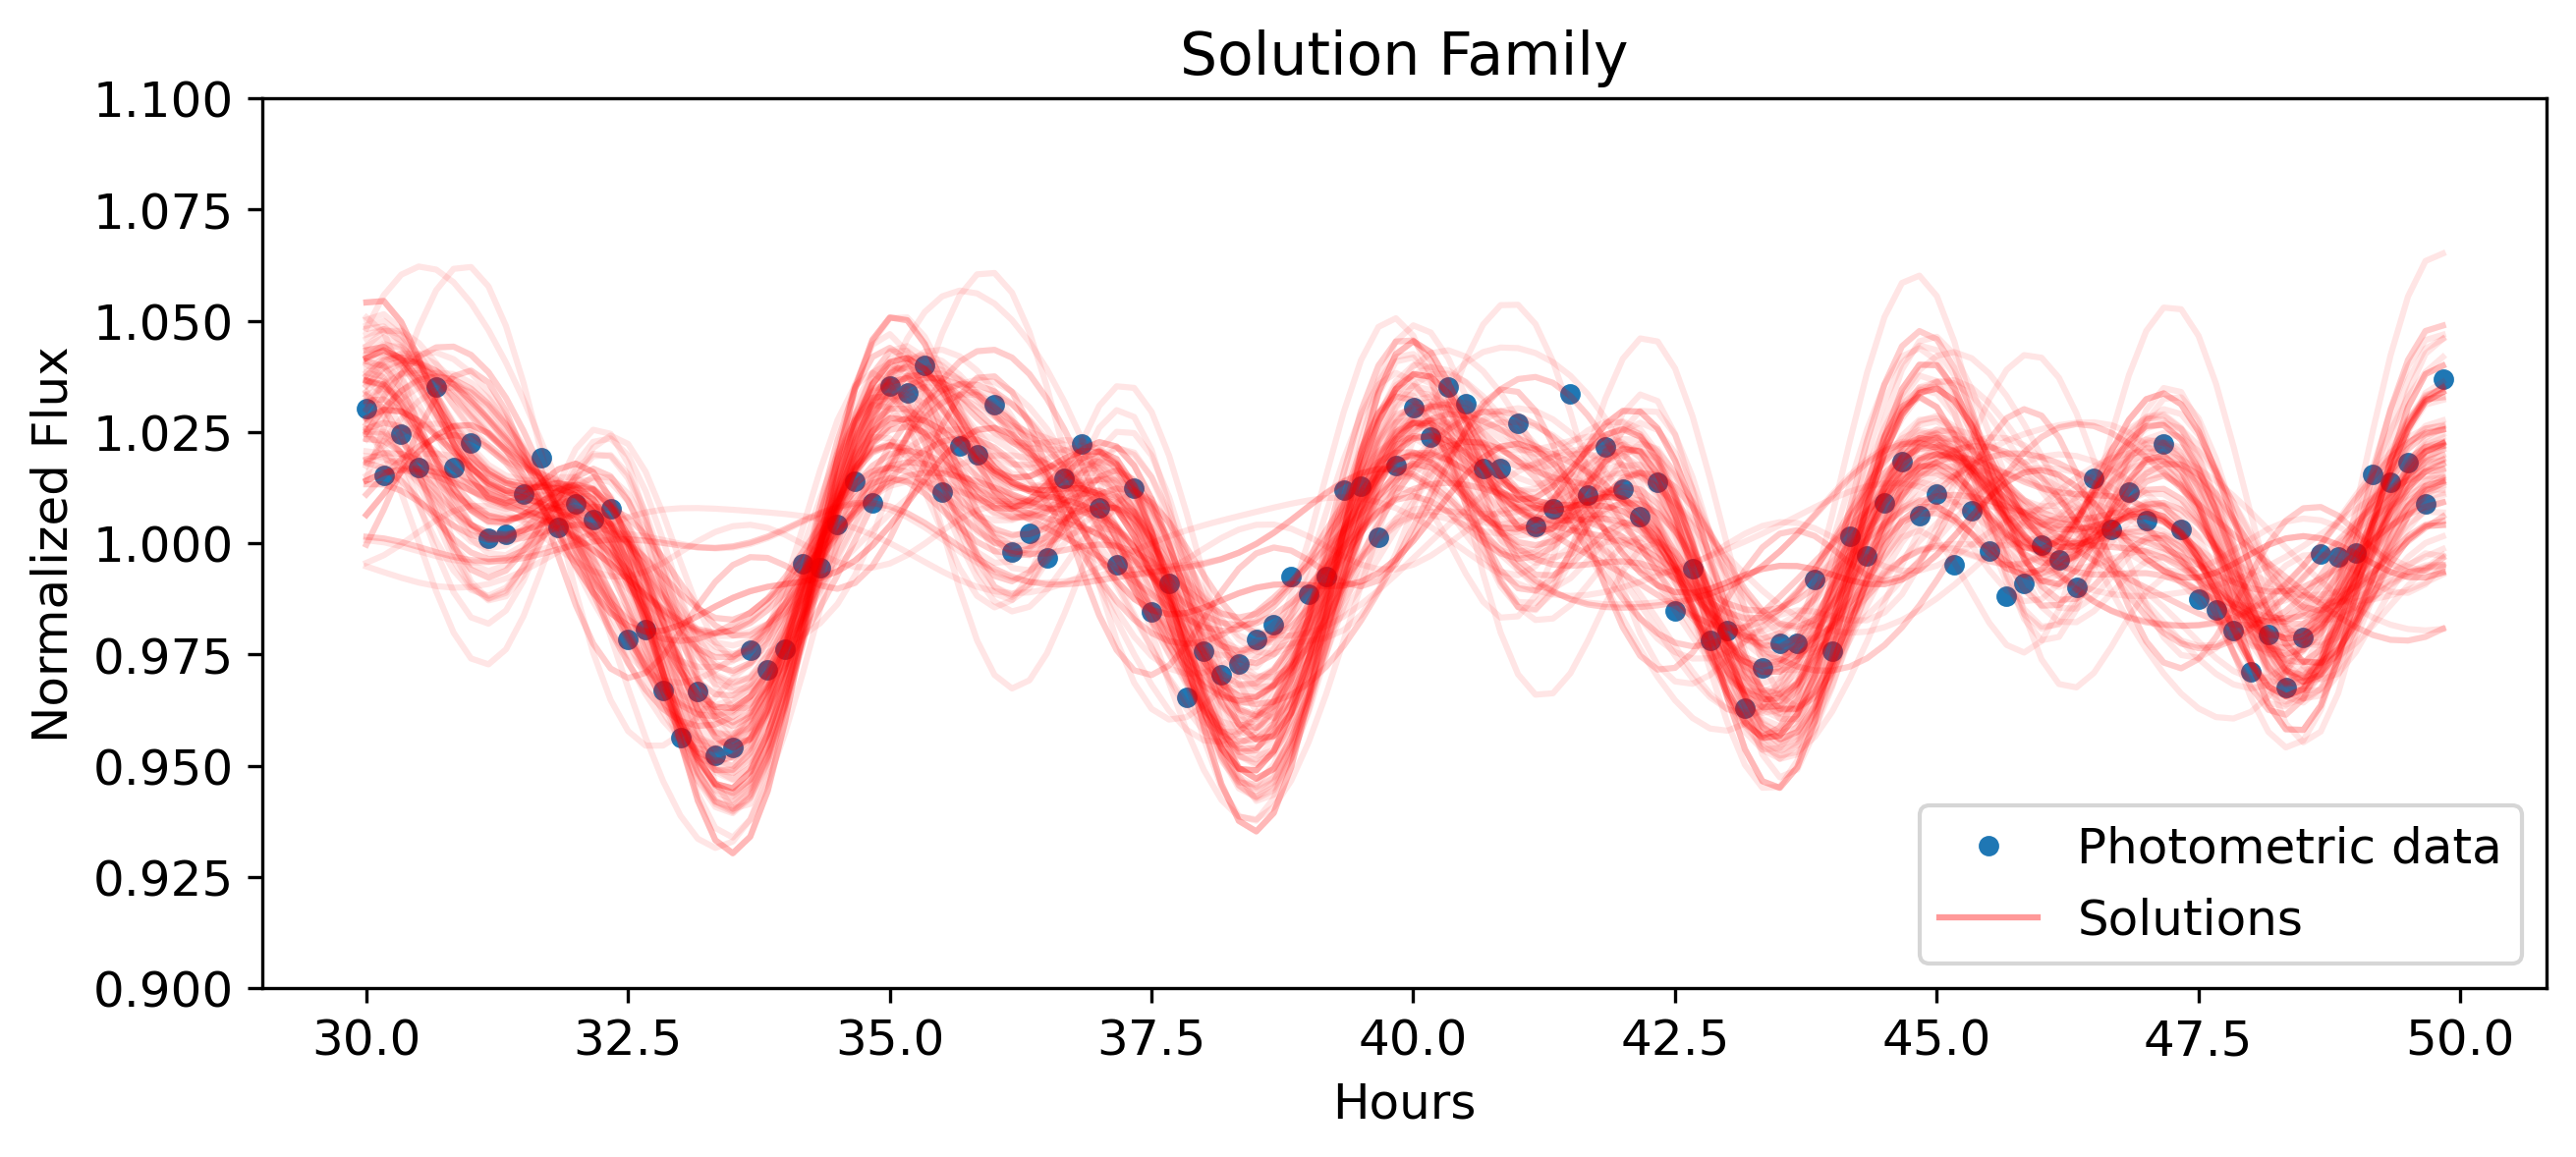 Solution Family
1.100
1.075
1.050
1.025
1.000
0.975
0.950
0.925
0.900
Normalized Flux
Photometric data
Solutions
30.0 32.5 35.0 37.5 40.0 42.5 45.0 47.5 50.0
Hours